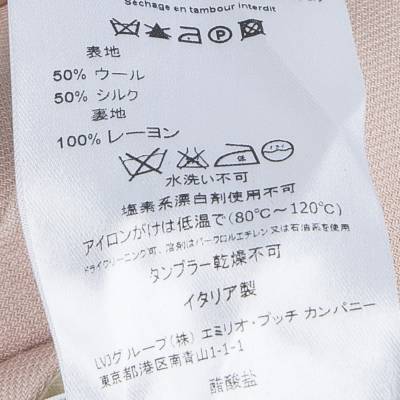 Séchage en tambour interdit
P
表地
50% ウール
50% シルク
裏地
100% レーヨン
水洗い不可
塩素系漂白剤使用不可
アイロンがけは低温で(80℃~120℃)
ドライクリーニング可、溶剤はパークロルエチレン又は石油系を使用
タンブラー乾燥不可
イタリア製
LV3グループ(株) エミリオ・プッチ カンパニー
東京都港区南青山1-1-1
酢酸塩